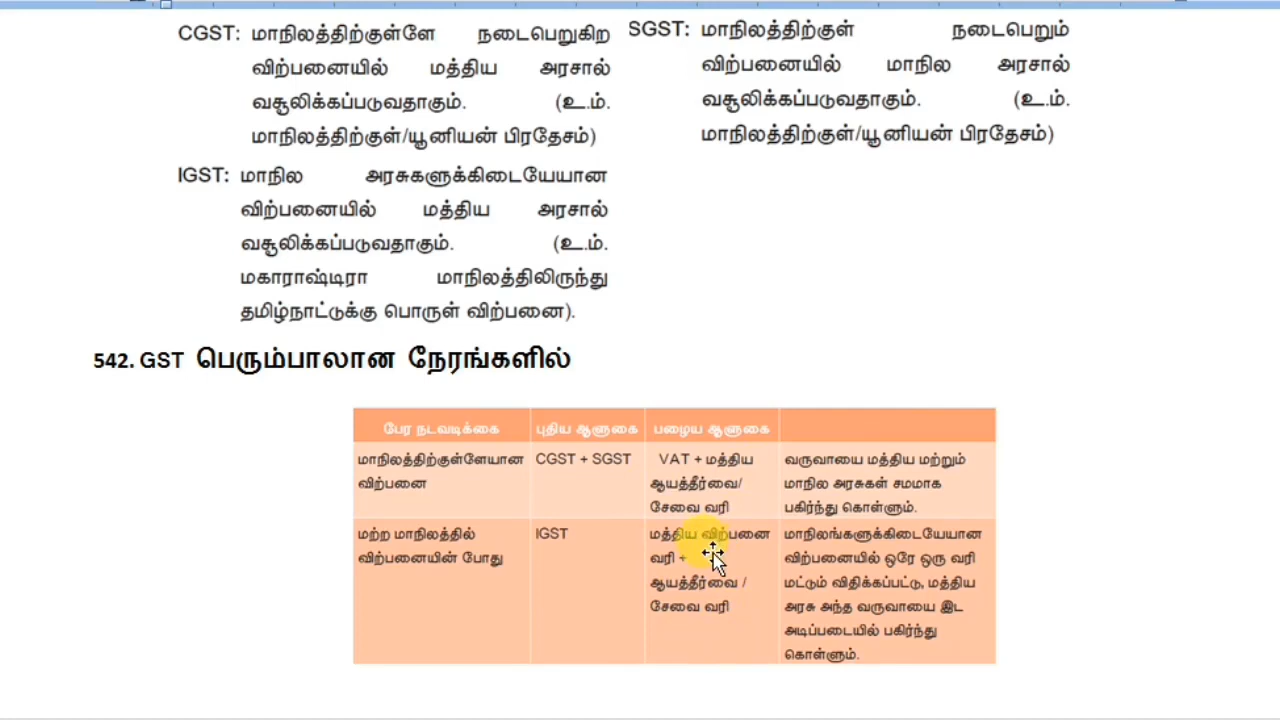 CGST: மாநிலத்திற்குள்ளே நடைபெறுகிற
விற்பனையில் மத்திய அரசால்
வசூலிக்கப்படுவதாகும். (உ.ம்.
மாநிலத்திற்குள்/யூனியன் பிரதேசம்)
SGST: மாநிலத்திற்குள் நடைபெறும்
விற்பனையில் மாநில அரசால்
வசூலிக்கப்படுவதாகும். (உ.ம்.
மாநிலத்திற்குள்/யூனியன் பிரதேசம்)
IGST: மாநில அரசுகளுக்கிடையேயான
விற்பனையில் மத்திய அரசால்
வசூலிக்கப்படுவதாகும். (உ.ம்.
மகாராஷ்டிரா மாநிலத்திலிருந்து
தமிழ்நாட்டுக்கு பொருள் விற்பனை).
542. GST பெரும்பாலான நேரங்களில்
பேர நடவடிக்கை
புதிய ஆளுகை
பழைய ஆளுகை
மாநிலத்திற்குள்ளேயான
விற்பனை
CGST + SGST
VAT + மத்திய
ஆயத்தீர்வை/
சேவை வரி
வருவாயை மத்திய மற்றும்
மாநில அரசுகள் சமமாக
பகிர்ந்து கொள்ளும்.
மற்ற மாநிலத்தில்
விற்பனையின் போது
IGST
மத்திய விற்பனை
வரி +
ஆயத்தீர்வை /
சேவை வரி
மாநிலங்களுக்கிடையேயான
விற்பனையில் ஒரே ஒரு வரி
மட்டும் விதிக்கப்பட்டு, மத்திய
அரசு அந்த வருவாயை இட
அடிப்படையில் பகிர்ந்து
கொள்ளும்.